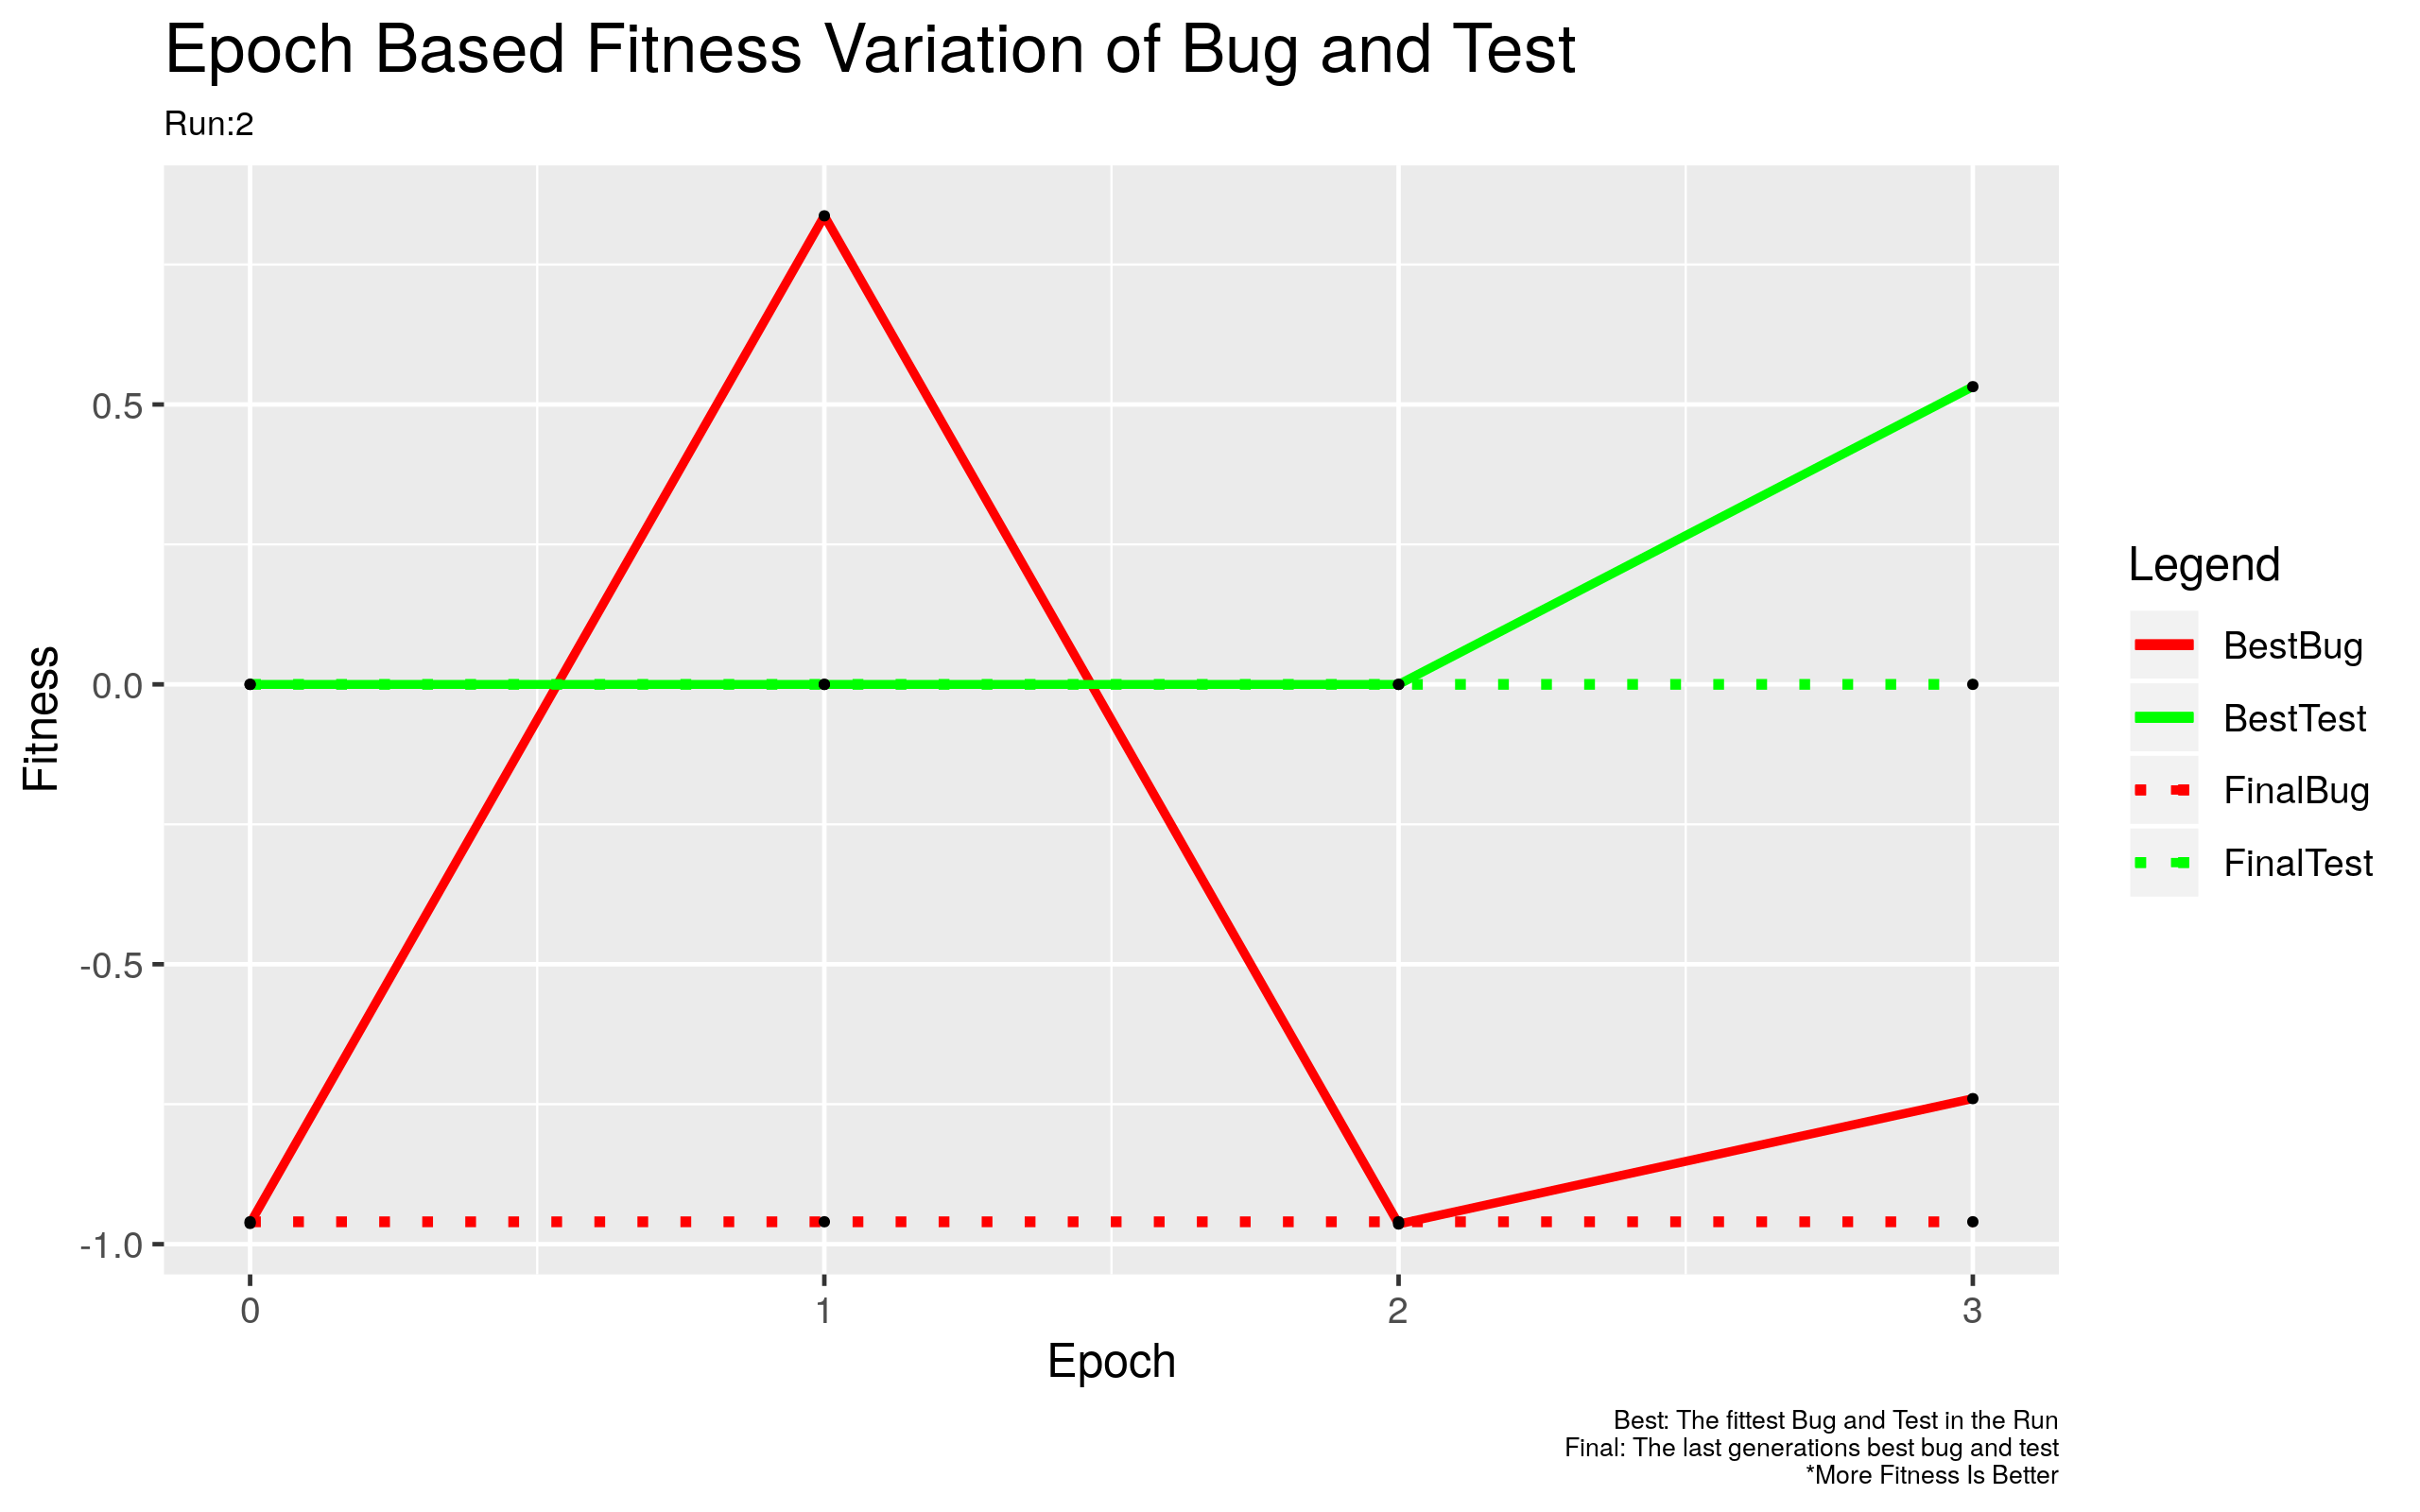 Epoch Based Fitness Variation of Bug and Test
Run:2
Fitness
0.5
0.0
-0.5
-1.0
0
1
2
3
Epoch
Legend
BestBug
BestTest
FinalBug
FinalTest
Best: The fittest Bug and Test in the Run
Final: The last generations best bug and test
*More Fitness Is Better